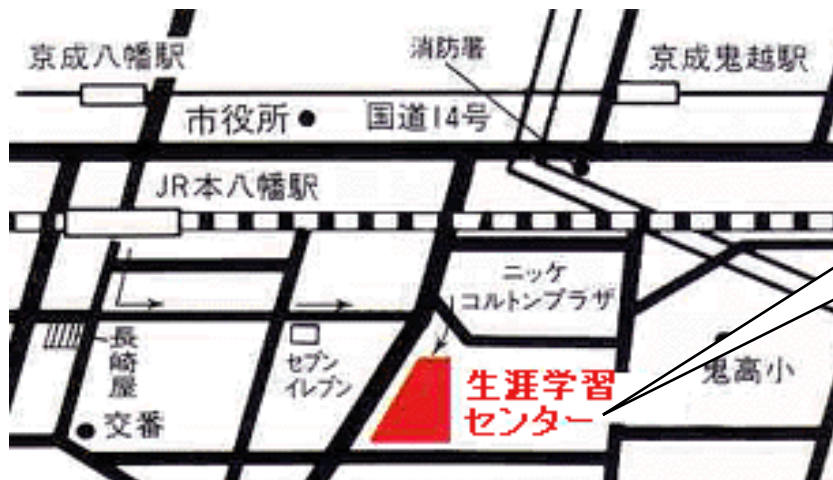 京成八幡駅
消防署
京成鬼越駅
市役所
国道14号
JR本八幡駅
ニッケ
コルトンプラザ
長崎屋
セブン
イレブン
生涯学習
センター
鬼高小
交番